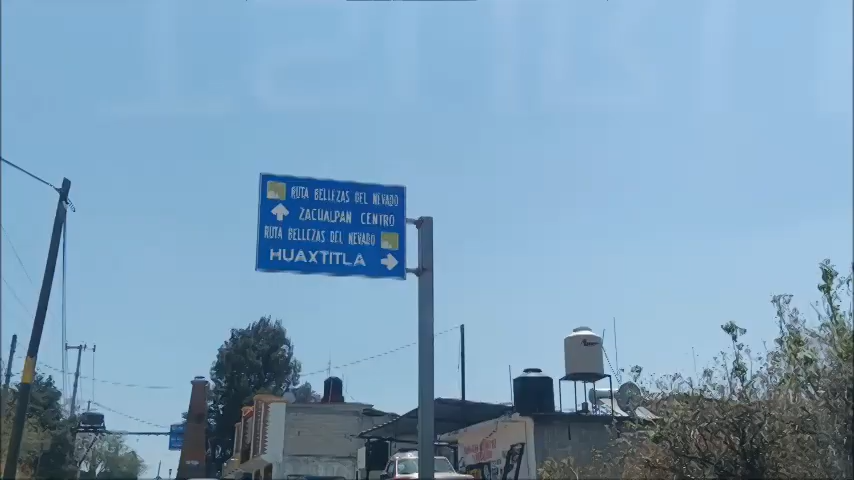 RUTA BELLEZAS DEL NEVADO
ZACUALPAN CENTRO
RUTA BELLEZAS DEL NEVADO
HUAXTITLA